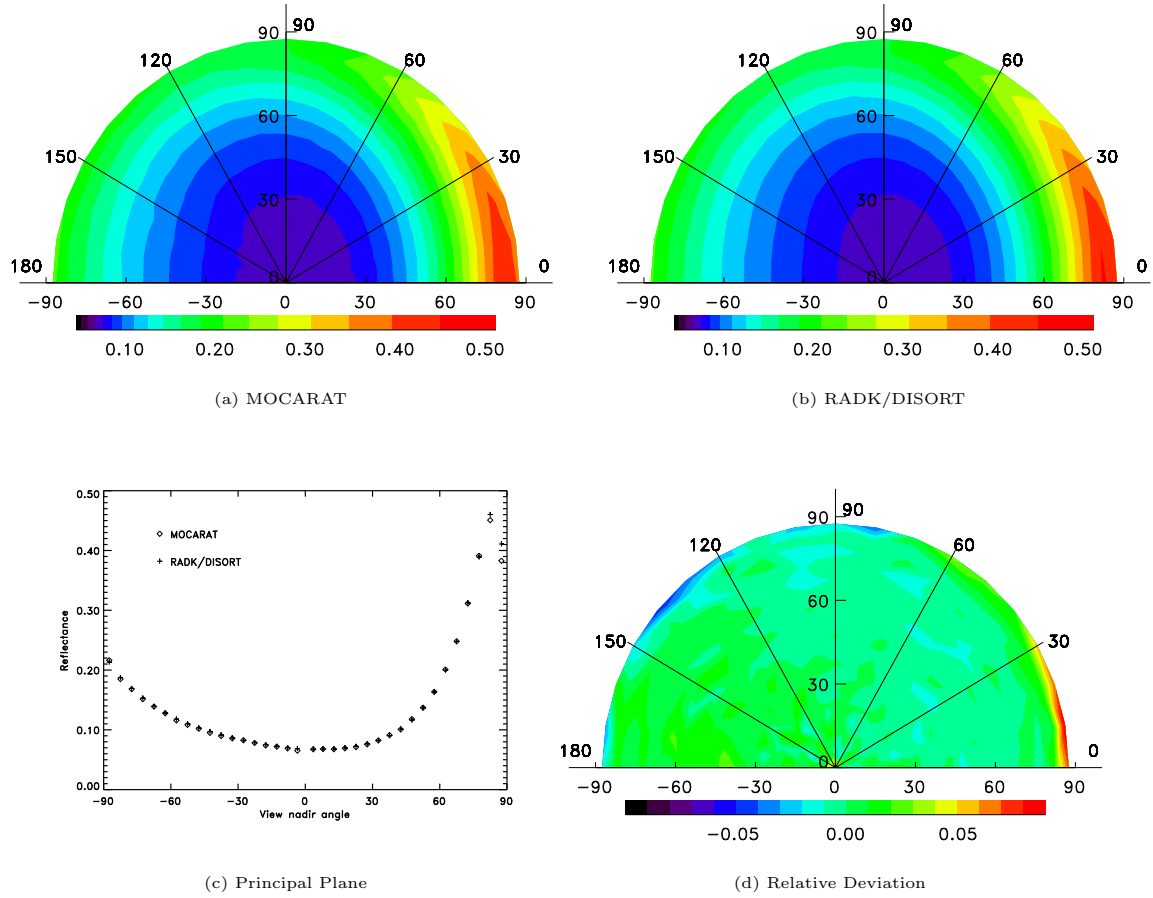 90 90
120 60
60
150 30
30
180 0 0
−90 −60 −30 0 30 60 90
0.10 0.20 0.30 0.40 0.50
(a) MOCARAT
90 90
120 60
60
150 30
30
180 0 0
−90 −60 −30 0 30 60 90
0.10 0.20 0.30 0.40 0.50
(b) RADK/DISORT
0.50
MOCARAT
0.40
RADK/DISORT
0.30
Reflectance
0.20
0.10
0.00
−90 −60 −30 0 30 60 90
View nadir angle
(c) Principal Plane
90 90
120 60
60
150 30
30
180 0 0
−90 −60 −30 0 30 60 90
−0.05 0.00 0.05
(d) Relative Deviation